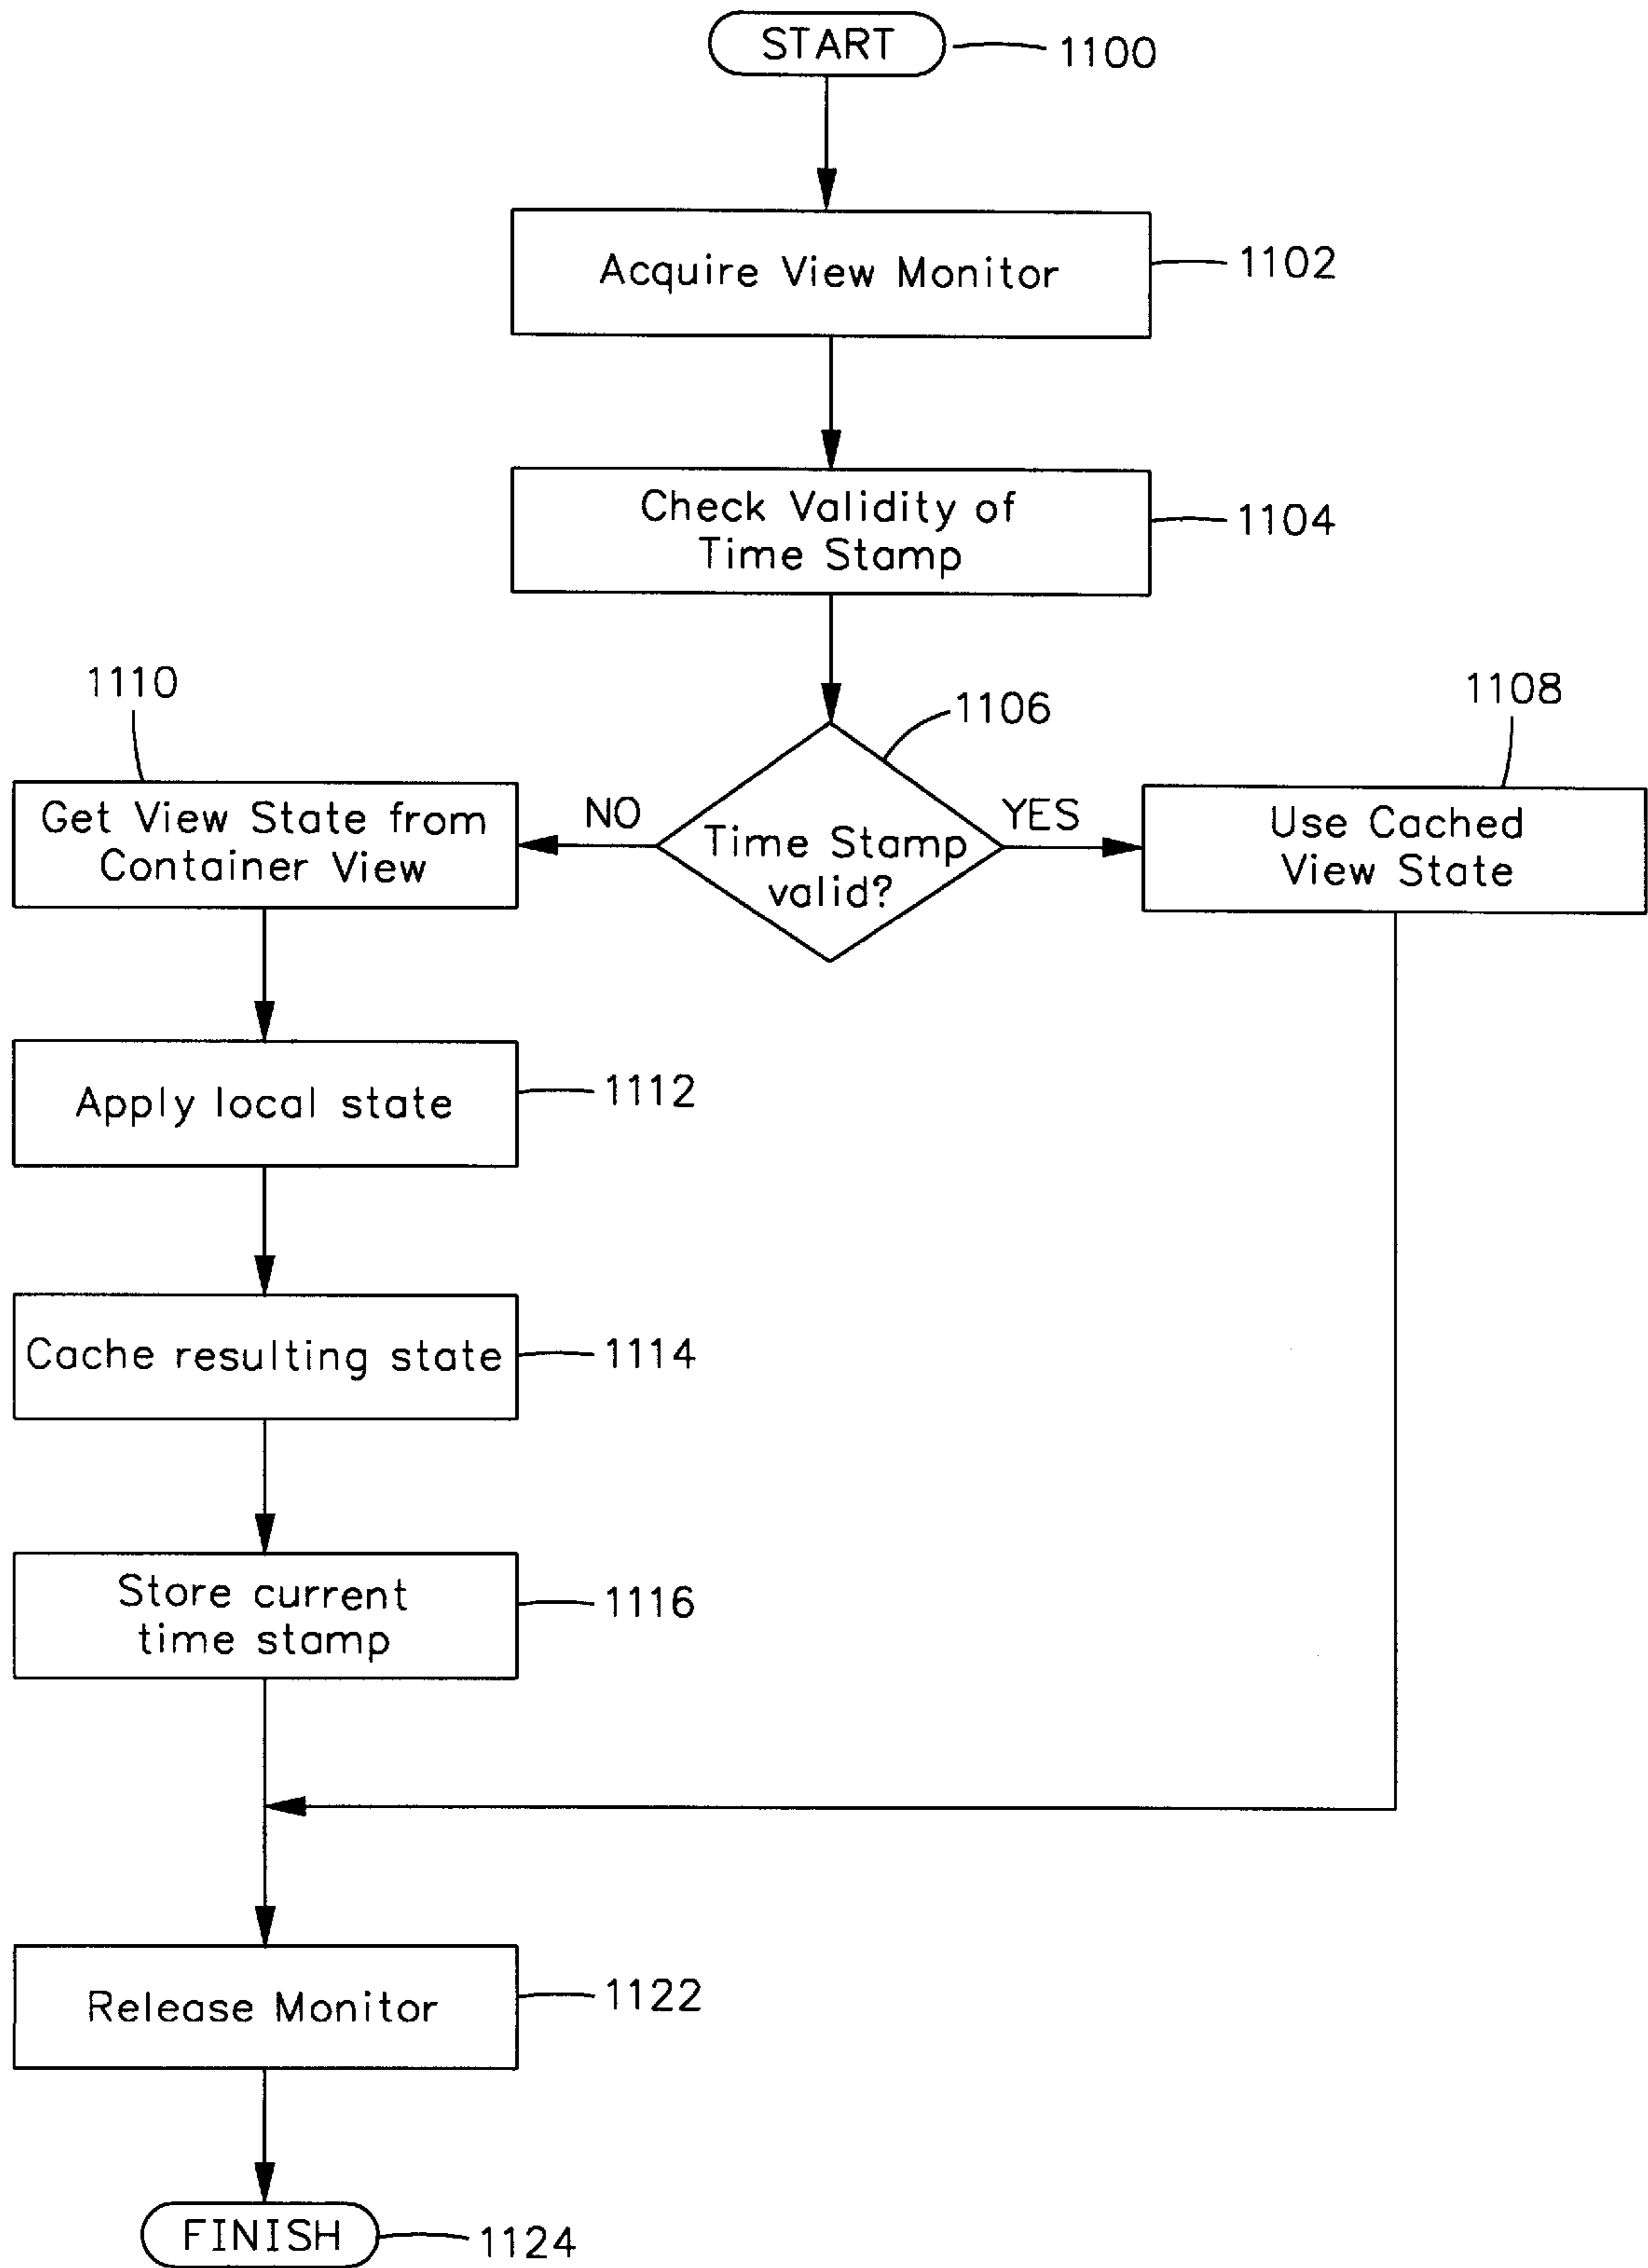 START
1100
Acquire View Monitor
1102
Check Validity of
Time Stamp
1104
1106
Time Stamp
valid?
NO
YES
1110
Get View State from
Container View
1108
Use Cached
View State
Apply local state
1112
Cache resulting state
1114
Store current
time stamp
1116
Release Monitor
1122
FINISH
1124